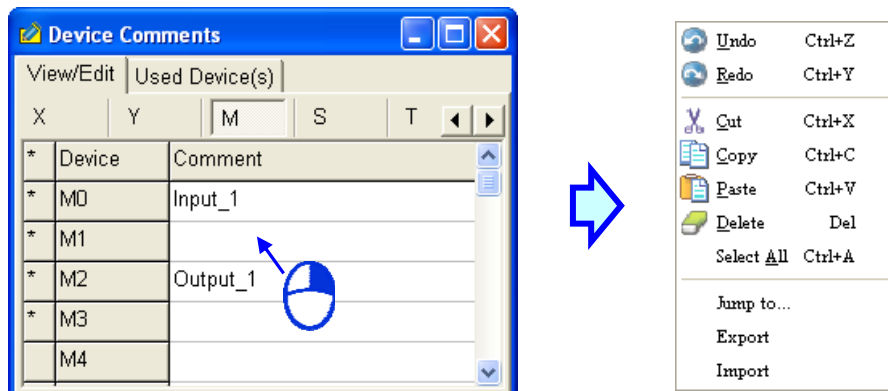 Device Comments
View/Edit Used Device(s)
X Y M S T
* Device Comment
* M0 Input_1
* M1
* M2 Output_1
* M3
M4
Undo Ctrl+Z
Redo Ctrl+Y
Cut Ctrl+X
Copy Ctrl+C
Paste Ctrl+V
Delete Del
Select All Ctrl+A
Jump to...
Export
Import